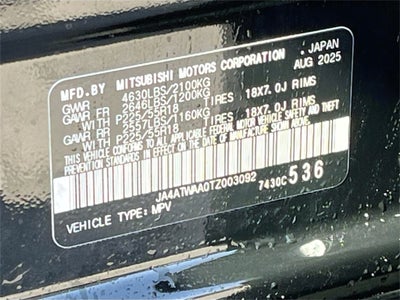 MFD.BY MITSUBISHI MOTORS CORPORATION JAPAN
GVWR 4630LBS/2100KG AUG 2025
GAWR FR 2646LBS/1200KG
WITH P225/55R18 TIRES 18X7.0J RIMS
GAWR RR 2557LBS/1160KG
WITH P225/55R18 TIRES 18X7.0J RIMS
THIS VEHICLE CONFORMS TO ALL APPLICABLE FEDERAL MOTOR VEHICLE SAFETY, BUMPER AND THEFT
PREVENTION STANDARDS IN EFFECT ON THE DATE OF MANUFACTURE SHOWN ABOVE.
JA4ATWAA0TZ003092
VEHICLE TYPE: MPV 7430C 536